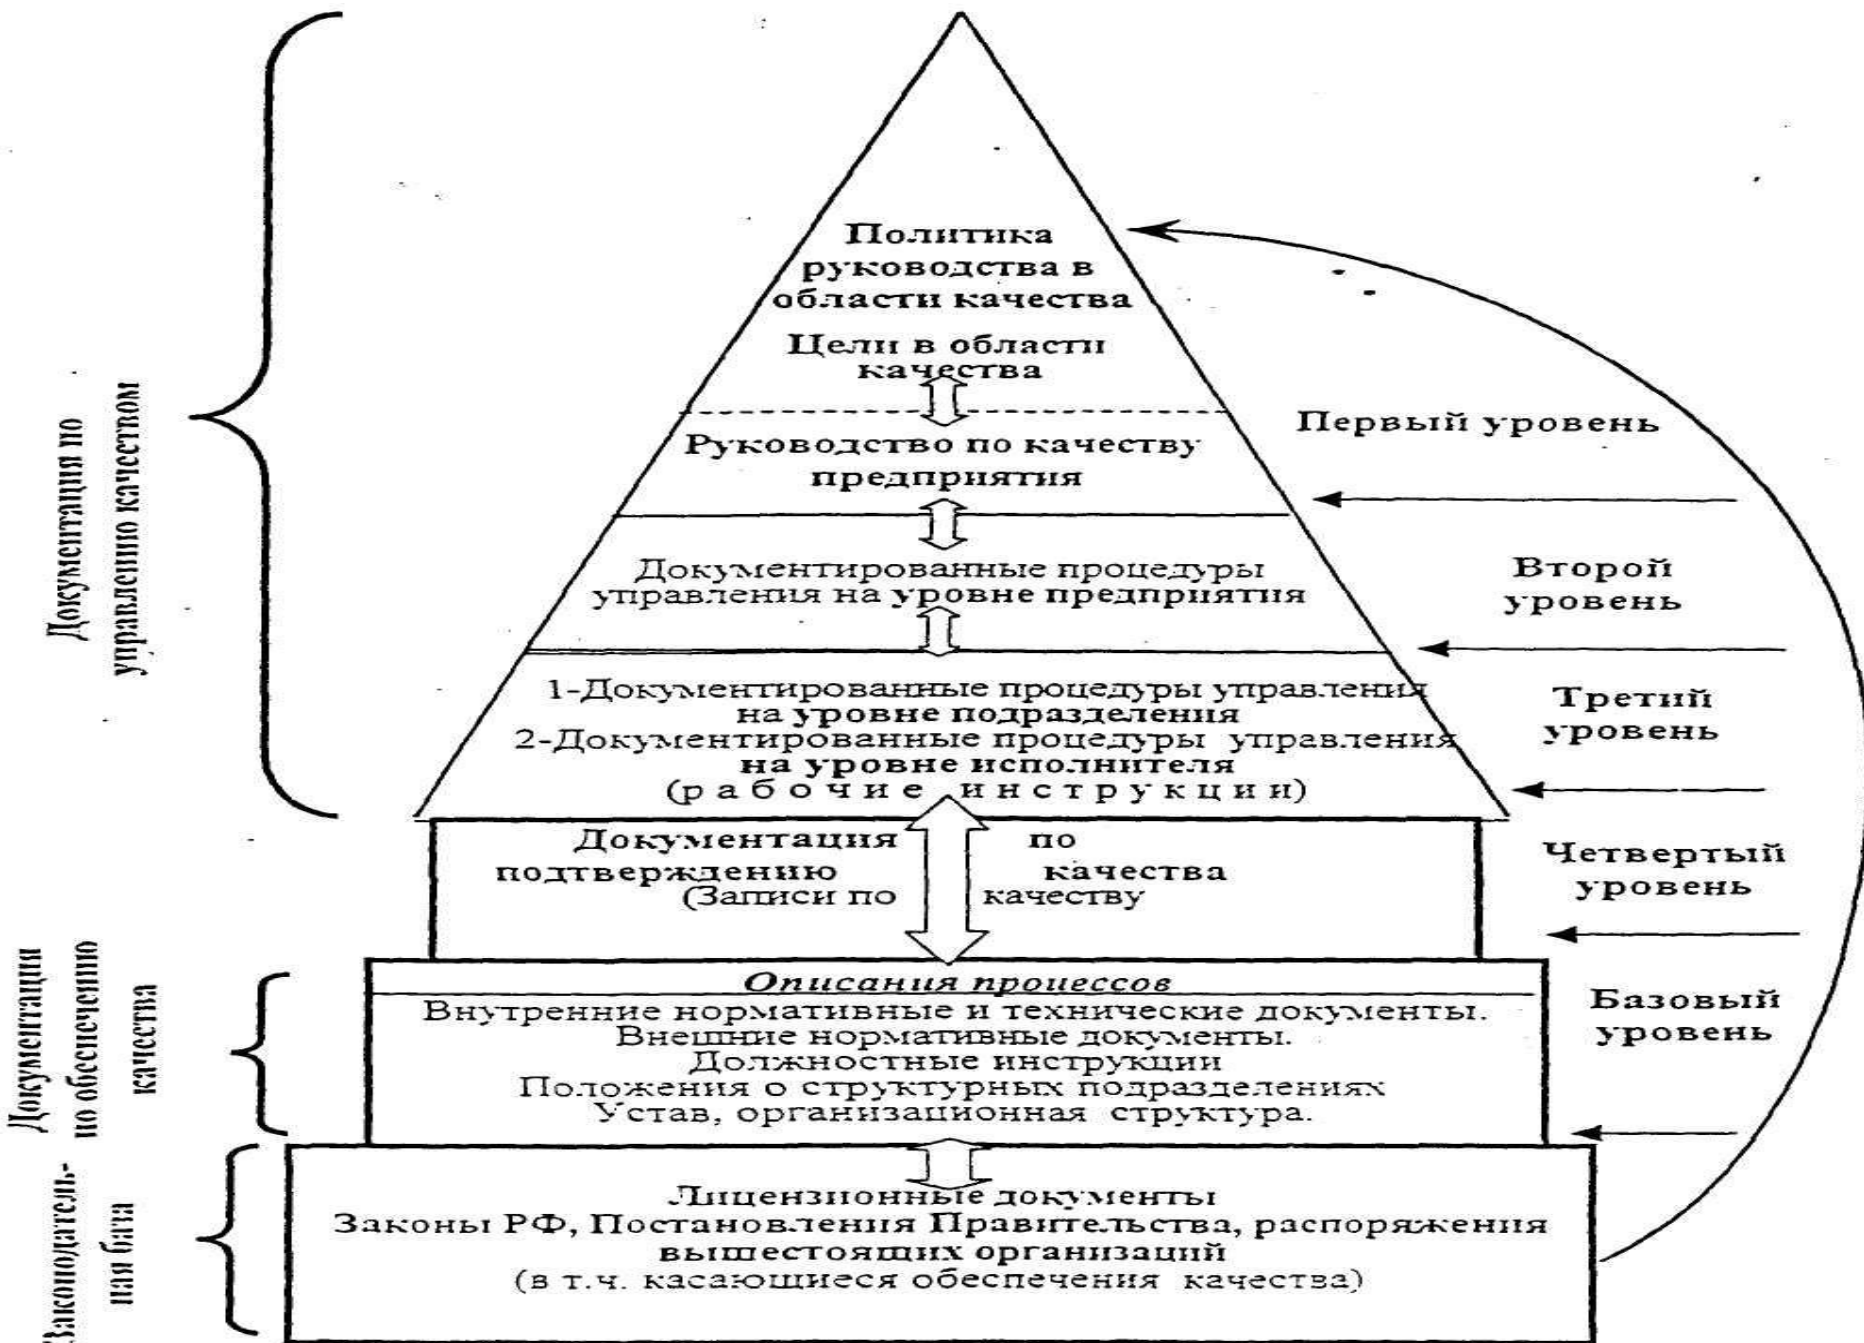 Политика
руководства в
области качества
Цели в области
качества
Руководство по качеству
предприятия
Первый уровень
Документированные процедуры
управления на уровне предприятия
Второй
уровень
1-Документированные процедуры управления
на уровне подразделения
2-Документированные процедуры управления
на уровне исполнителя
(рабочие инструкции)
Третий
уровень
Документация по
подтверждению качества
(Записи по качеству
Четвертый
уровень
Описания процессов
Внутренние нормативные и технические документы.
Внешние нормативные документы.
Должностные инструкции
Положения о структурных подразделениях
Устав, организационная структура.
Базовый
уровень
Лицензионные документы
Законы РФ, Постановления Правительства, распоряжения
вышестоящих организаций
(в т.ч. касающиеся обеспечения качества)
Документация по
управлению качеством
Документация
по обеспечению
качества
Законодатель-
ная база